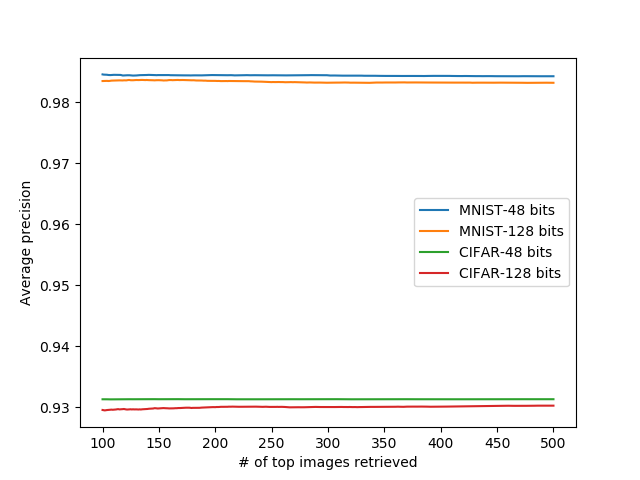 0.98
0.97
0.96
0.95
0.94
0.93
Average precision
MNIST-48 bits
MNIST-128 bits
CIFAR-48 bits
CIFAR-128 bits
100 150 200 250 300 350 400 450 500
# of top images retrieved